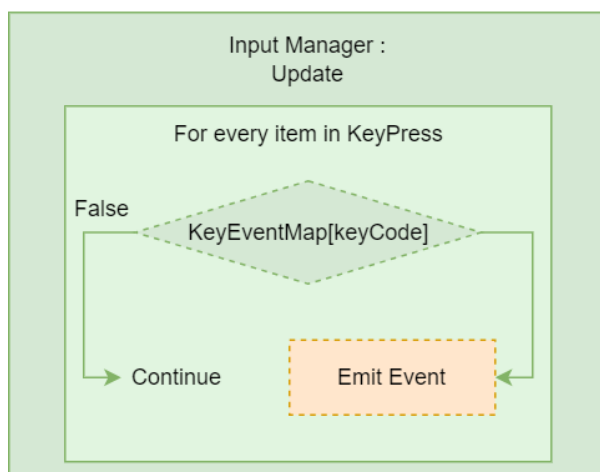 Input Manager :
Update
For every item in KeyPress
False
KeyEventMap[keyCode]
Continue
Emit Event